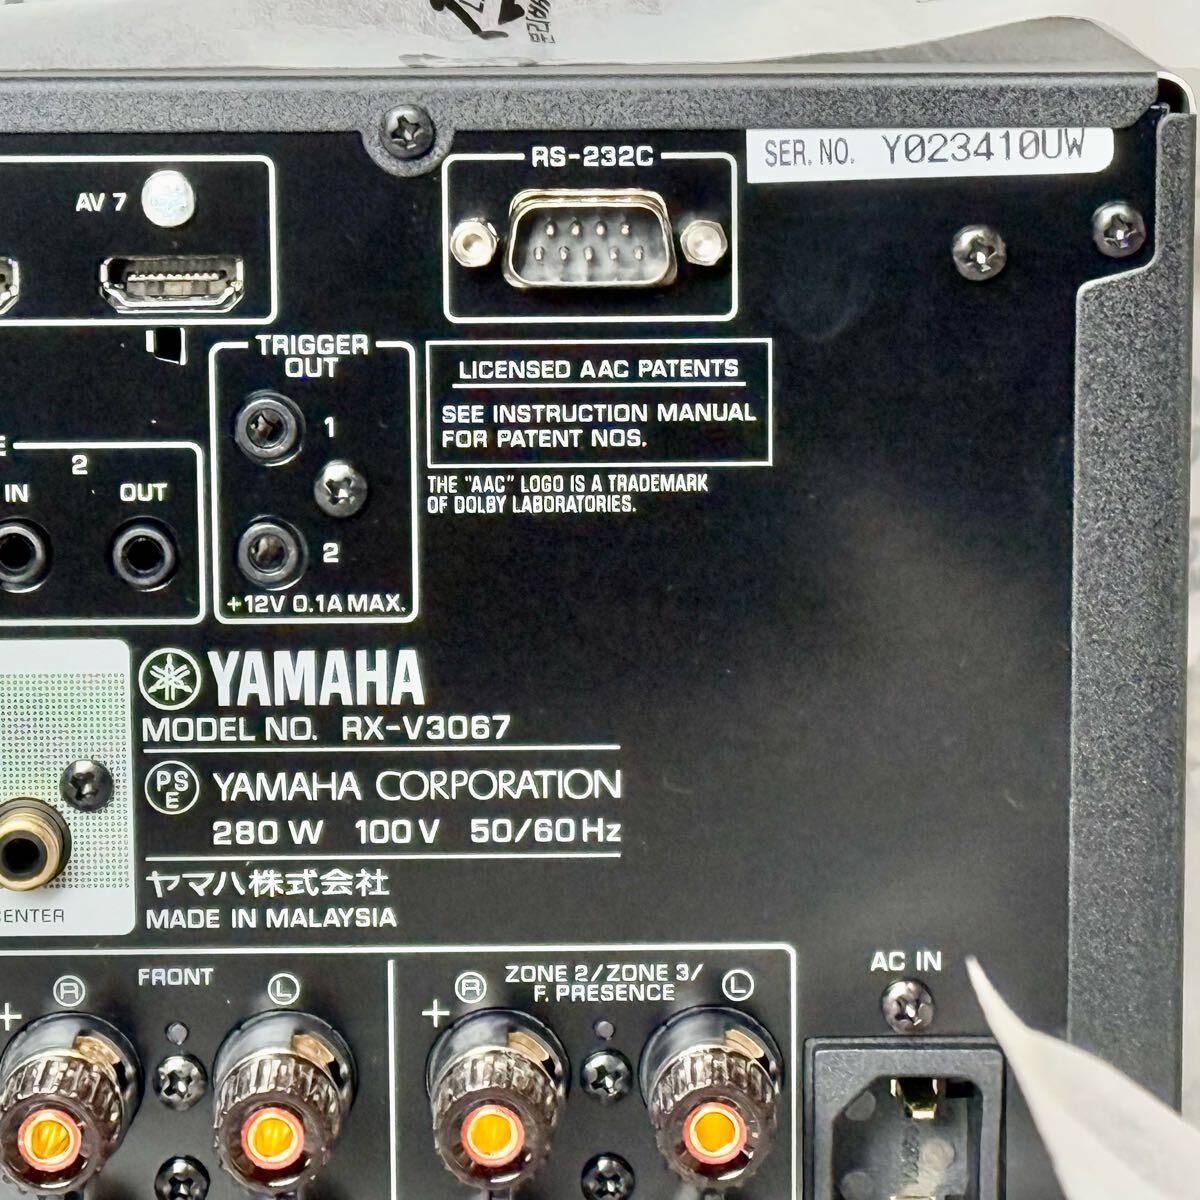 RS-232C
SER. NO. Y023410UW
AV 7
TRIGGER
OUT
1
2
+12V 0.1A MAX.
LICENSED AAC PATENTS
SEE INSTRUCTION MANUAL
FOR PATENT NOS.
THE "AAC" LOGO IS A TRADEMARK
OF DOLBY LABORATORIES.
2
IN
OUT
YAMAHA
MODEL NO. RX-V3067
PS
E
YAMAHA CORPORATION
280 W 100 V 50/60 Hz
ヤマハ株式会社
MADE IN MALAYSIA
FRONT
+
R
L
ZONE 2/ZONE 3/
F. PRESENCE
+
R
L
AC IN